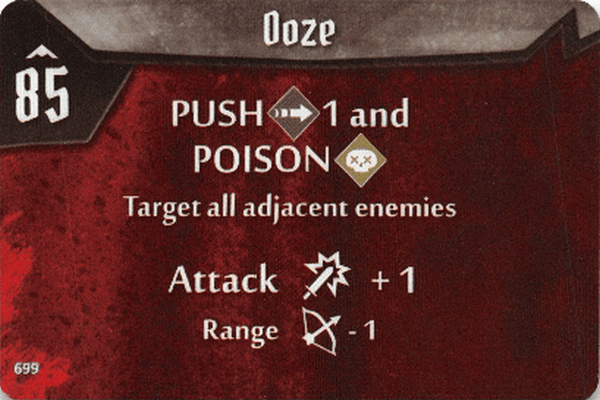 Ooze
85
PUSH 1 and
POISON
Target all adjacent enemies
Attack + 1
Range - 1
699